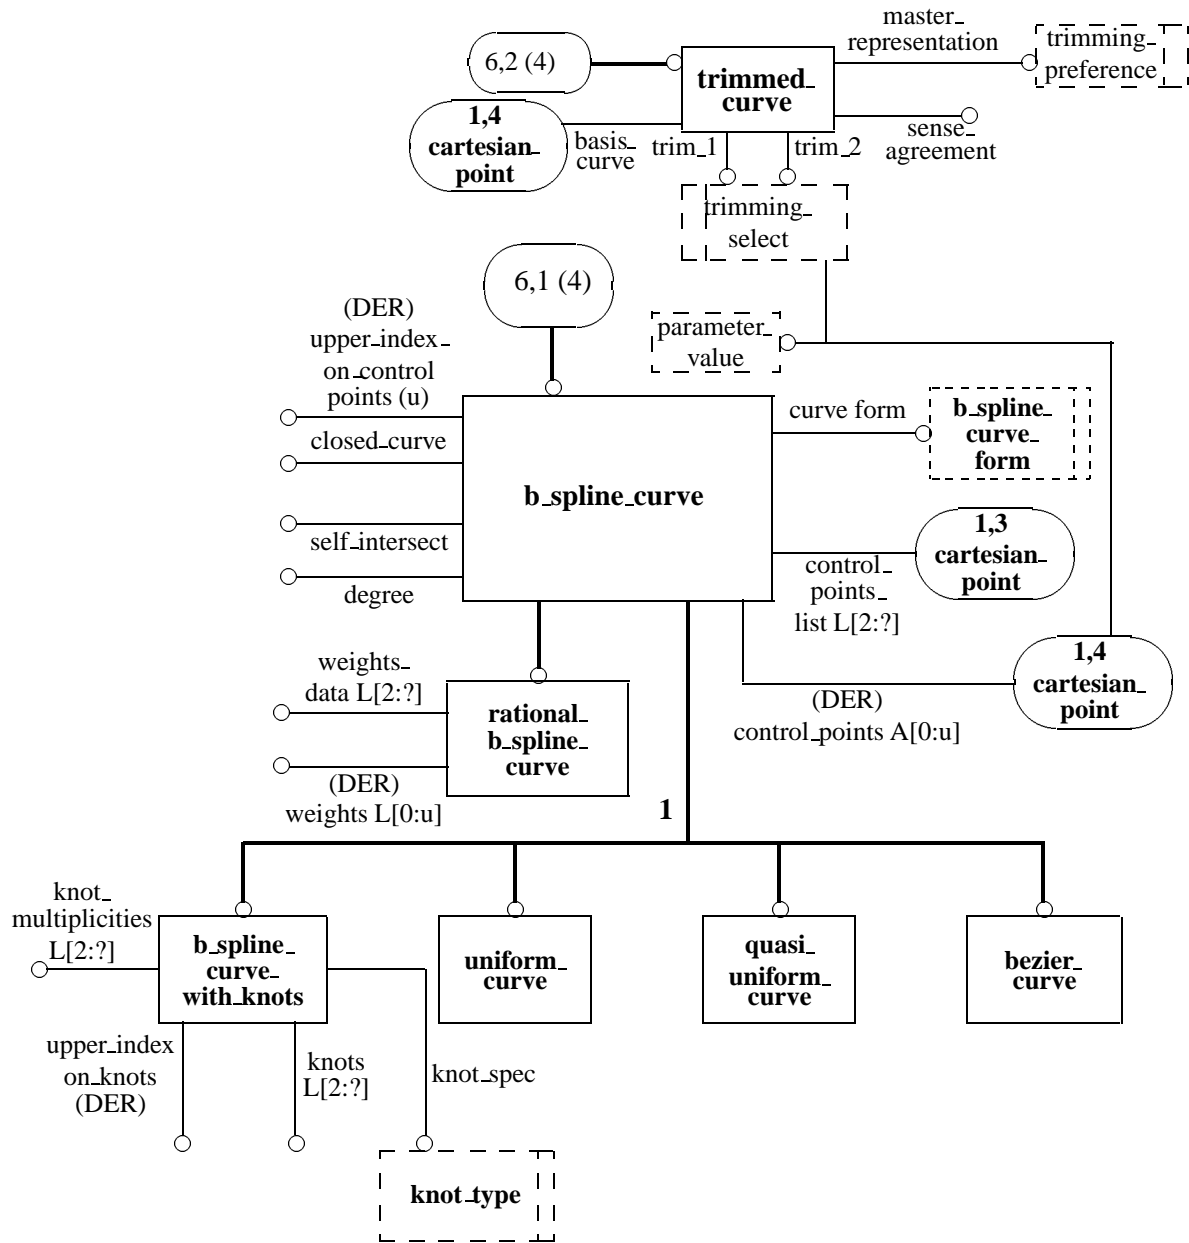 master_
representation
trimming_
preference
6,2 (4)
trimmed_
curve
1,4
cartesian_
point
basis_
curve
trim_1
trim_2
sense_
agreement
trimming_
select
6,1 (4)
(DER)
upper_index_
on_control
points (u)
closed_curve
self_intersect
degree
parameter_
value
b_spline_curve
curve form
b_spline_
curve_
form
1,3
cartesian_
point
control_
points_
list L[2:?]
1,4
cartesian_
point
(DER)
control_points A[0:u]
weights_
data L[2:?]
rational_
b_spline_
curve
(DER)
weights L[0:u]
1
knot_
multiplicities
L[2:?]
b_spline_
curve_
with_knots
uniform_
curve
quasi_
uniform_
curve
bezier_
curve
upper_index
on_knots
(DER)
knots
L[2:?]
knot_spec
knot_type